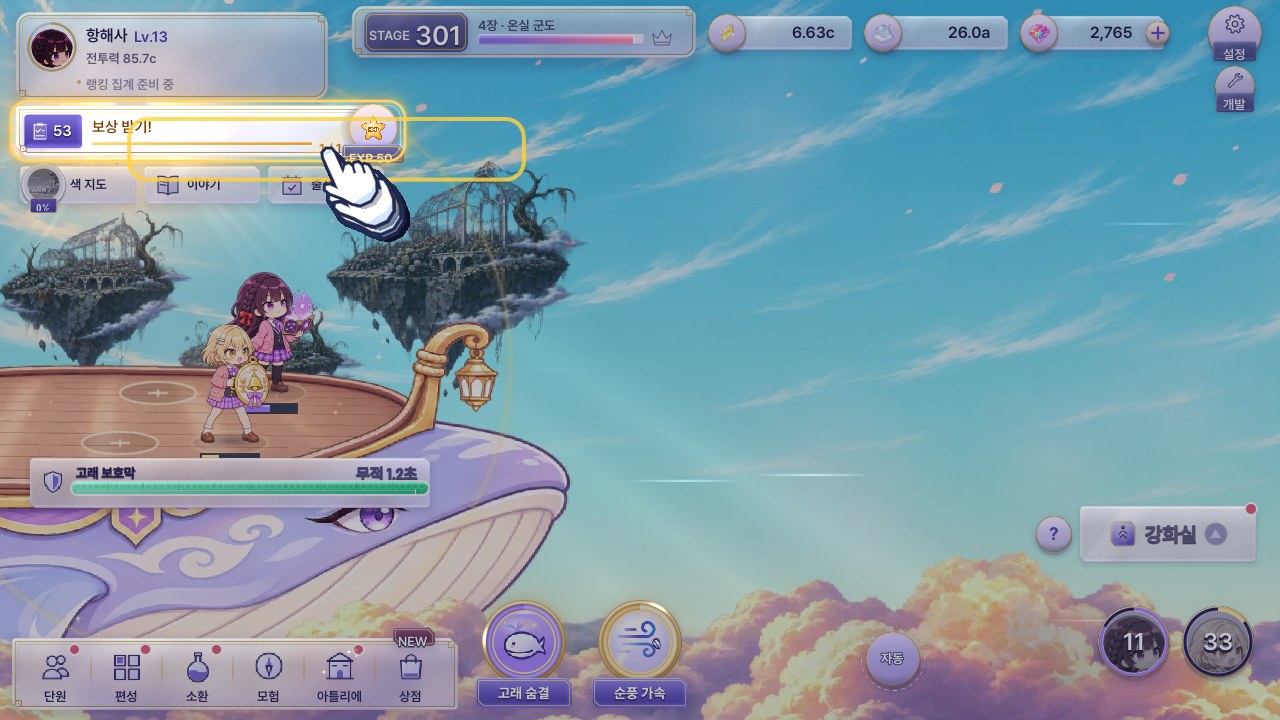 항해사 Lv.13
전투력 85.7c
랭킹 집계 준비 중
STAGE 301
4장 · 온실 군도
6.63c
26.0a
2,765
설정
개발
53
보상 받기!
EXP
EXP 50
색 지도
0%
이야기
고래 보호막
무적 1.2초
?
강화실
단원
편성
소환
모험
아틀리에
NEW
상점
고래 숨결
순풍 가속
자동
11
33